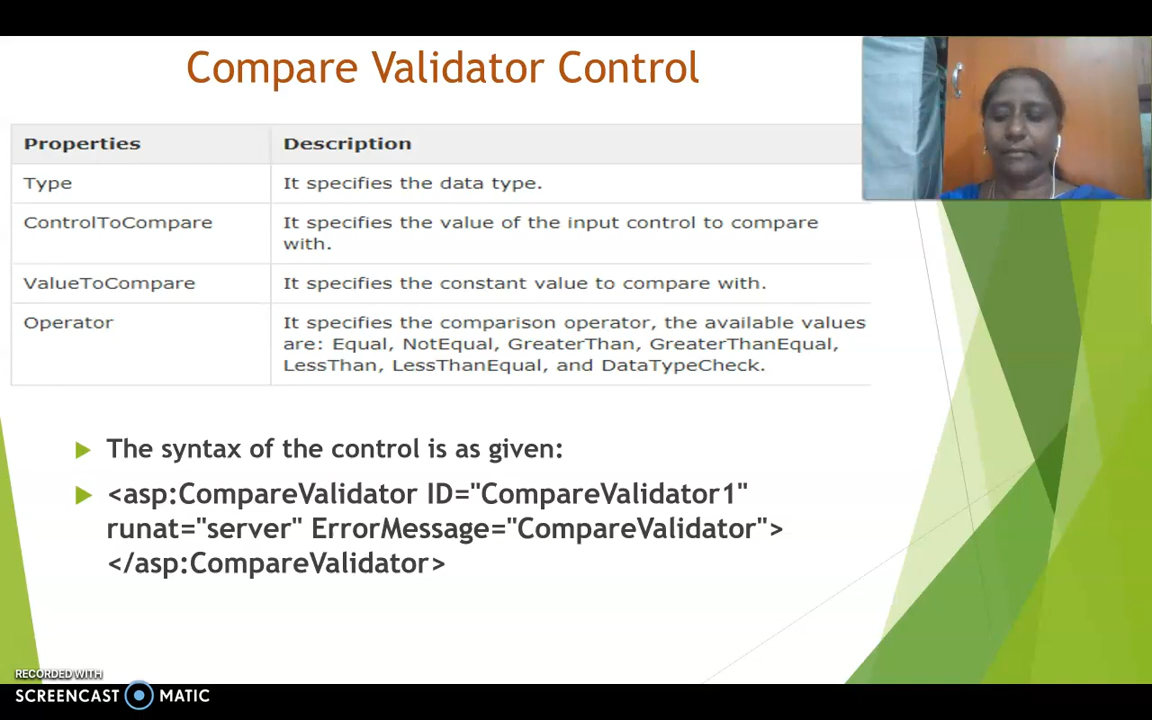 Compare Validator Control
Properties Description
Type It specifies the data type.
ControlToCompare It specifies the value of the input control to compare
with.
ValueToCompare It specifies the constant value to compare with.
Operator It specifies the comparison operator, the available values
are: Equal, NotEqual, GreaterThan, GreaterThanEqual,
LessThan, LessThanEqual, and DataTypeCheck.
The syntax of the control is as given:
<asp:CompareValidator ID="CompareValidator1"
runat="server" ErrorMessage="CompareValidator">
</asp:CompareValidator>
RECORDED WITH
SCREENCAST MATIC